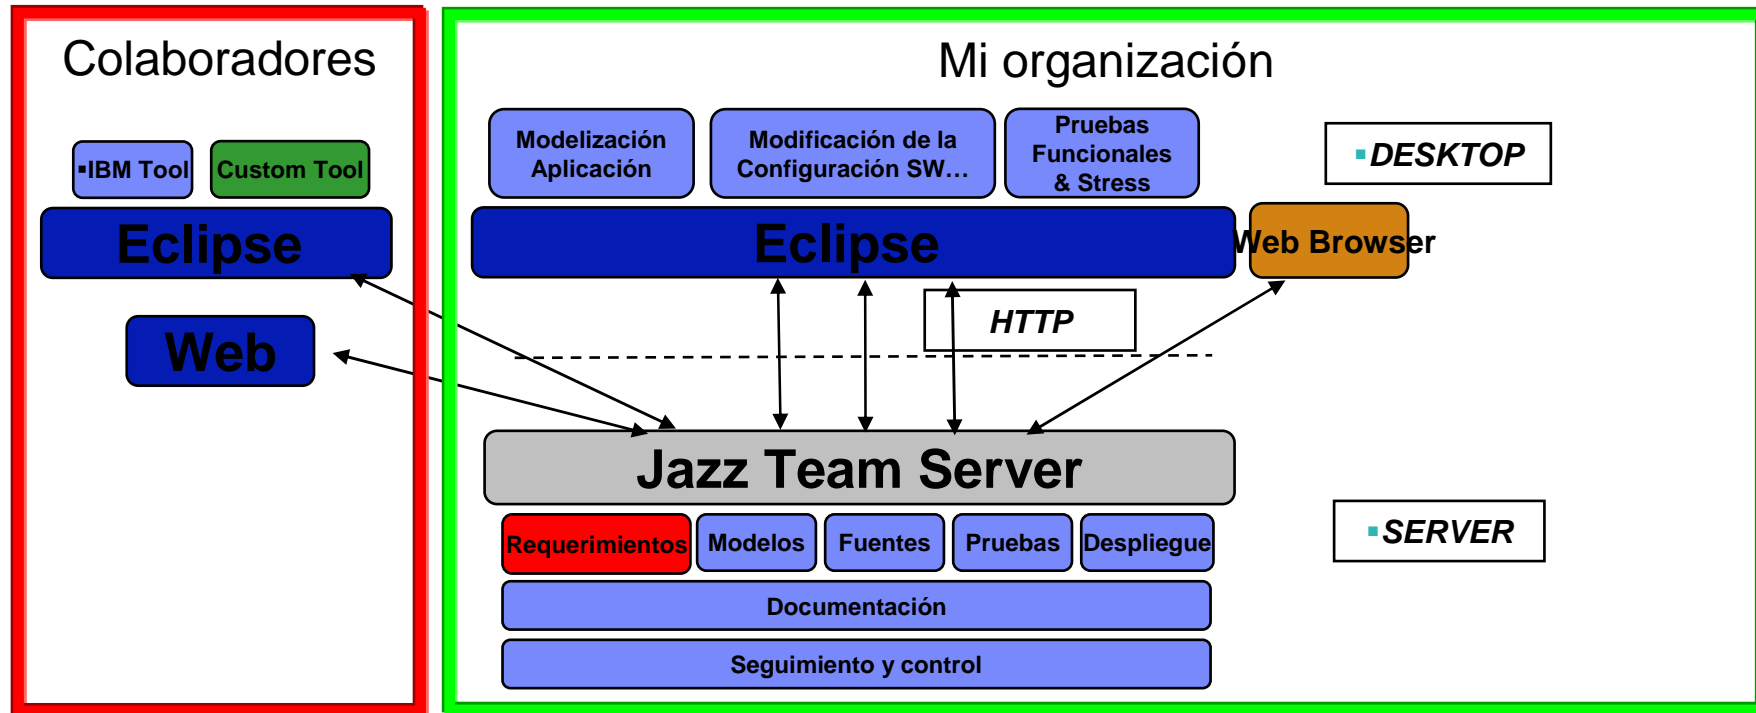 Colaboradores
▪IBM Tool
Custom Tool
Eclipse
Web
Mi organización
Modelización
Aplicación
Modificación de la
Configuración SW...
Pruebas
Funcionales
& Stress
▪DESKTOP
Eclipse
Web Browser
HTTP
Jazz Team Server
Requerimientos
Modelos
Fuentes
Pruebas
Despliegue
▪SERVER
Documentación
Seguimiento y control